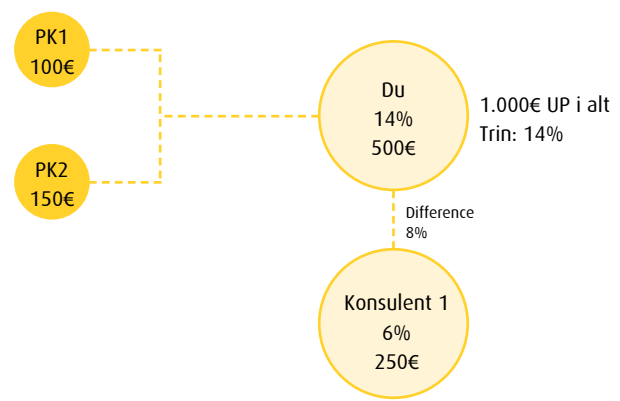 PK1
100€
Du
14%
500€
1.000€ UP i alt
Trin: 14%
PK2
150€
Difference
8%
Konsulent 1
6%
250€